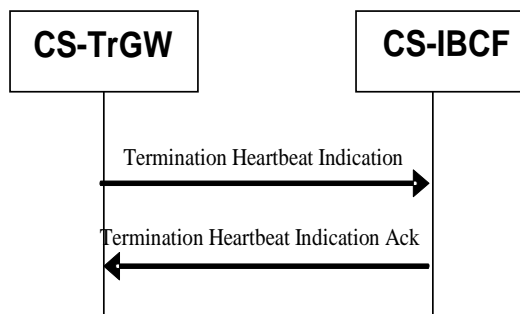 CS-TrGW
CS-IBCF
Termination Heartbeat Indication
Termination Heartbeat Indication Ack